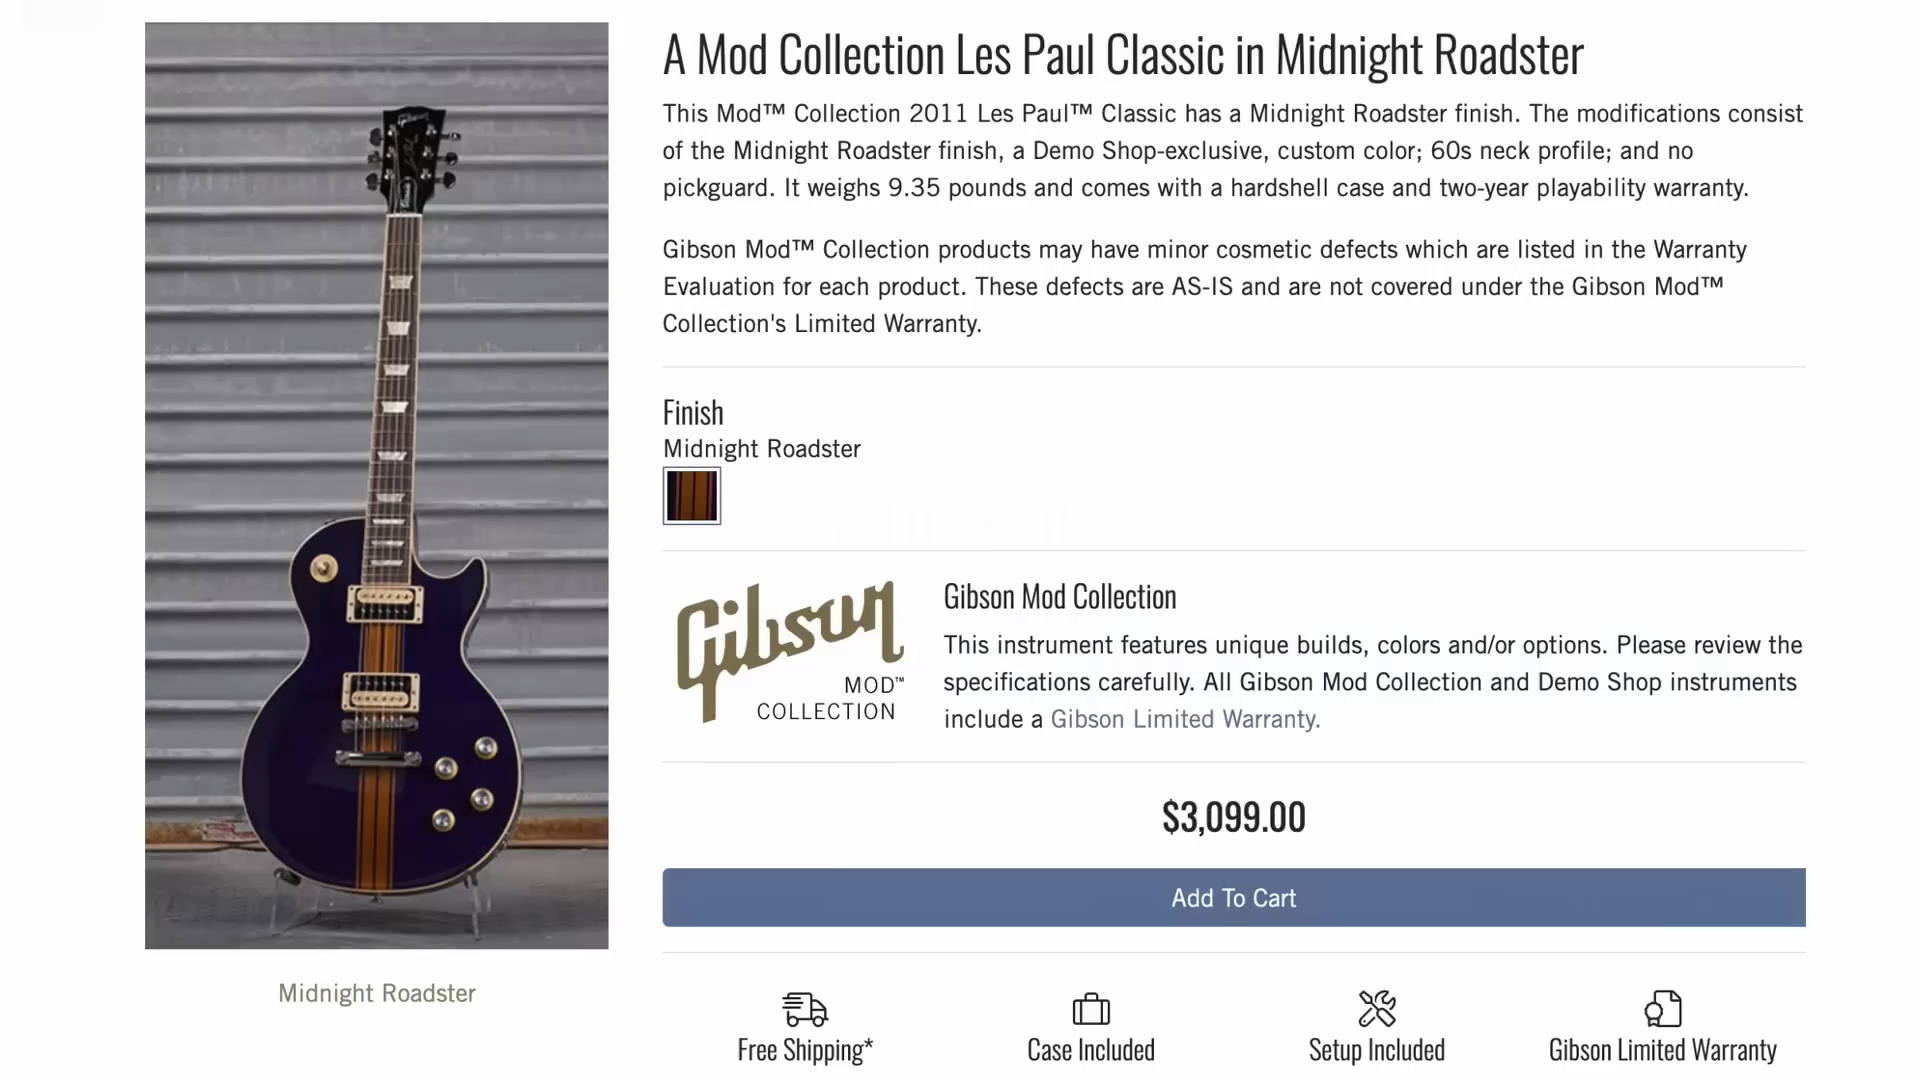 A Mod Collection Les Paul Classic in Midnight Roadster
This Mod™ Collection 2011 Les Paul™ Classic has a Midnight Roadster finish. The modifications consist
of the Midnight Roadster finish, a Demo Shop-exclusive, custom color; 60s neck profile; and no
pickguard. It weighs 9.35 pounds and comes with a hardshell case and two-year playability warranty.
Gibson Mod™ Collection products may have minor cosmetic defects which are listed in the Warranty
Evaluation for each product. These defects are AS-IS and are not covered under the Gibson Mod™
Collection's Limited Warranty.
Finish
Midnight Roadster
Gibson
MOD™
COLLECTION
Gibson Mod Collection
This instrument features unique builds, colors and/or options. Please review the
specifications carefully. All Gibson Mod Collection and Demo Shop instruments
include a Gibson Limited Warranty.
$3,099.00
Add To Cart
Free Shipping*
Case Included
Setup Included
Gibson Limited Warranty
Gibson
Midnight Roadster